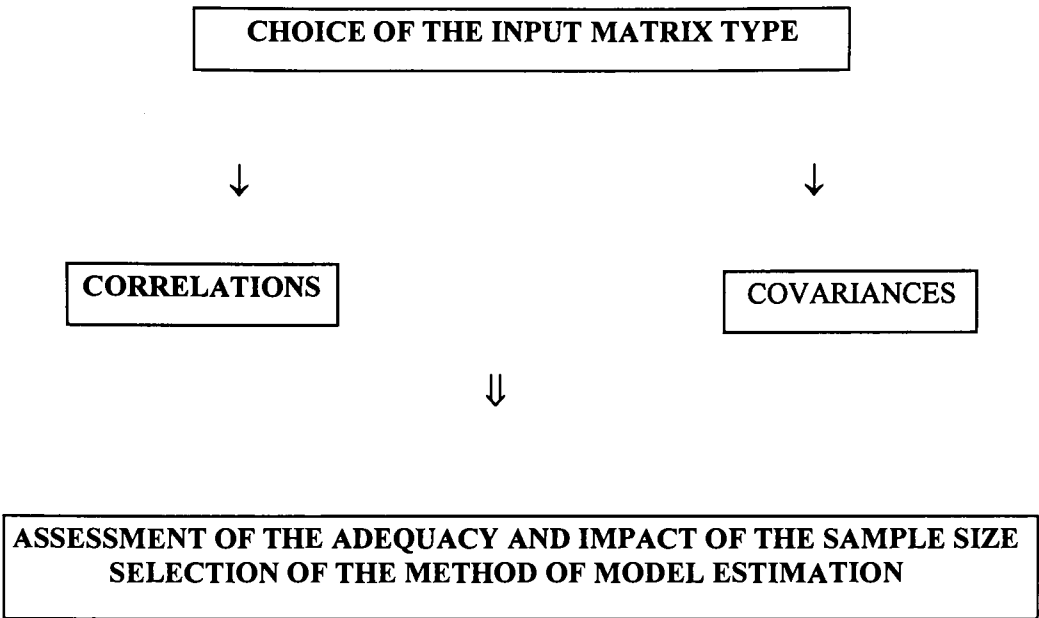 CHOICE OF THE INPUT MATRIX TYPE
↓ ↓
CORRELATIONS COVARIANCES
⇓
ASSESSMENT OF THE ADEQUACY AND IMPACT OF THE SAMPLE SIZE
SELECTION OF THE METHOD OF MODEL ESTIMATION